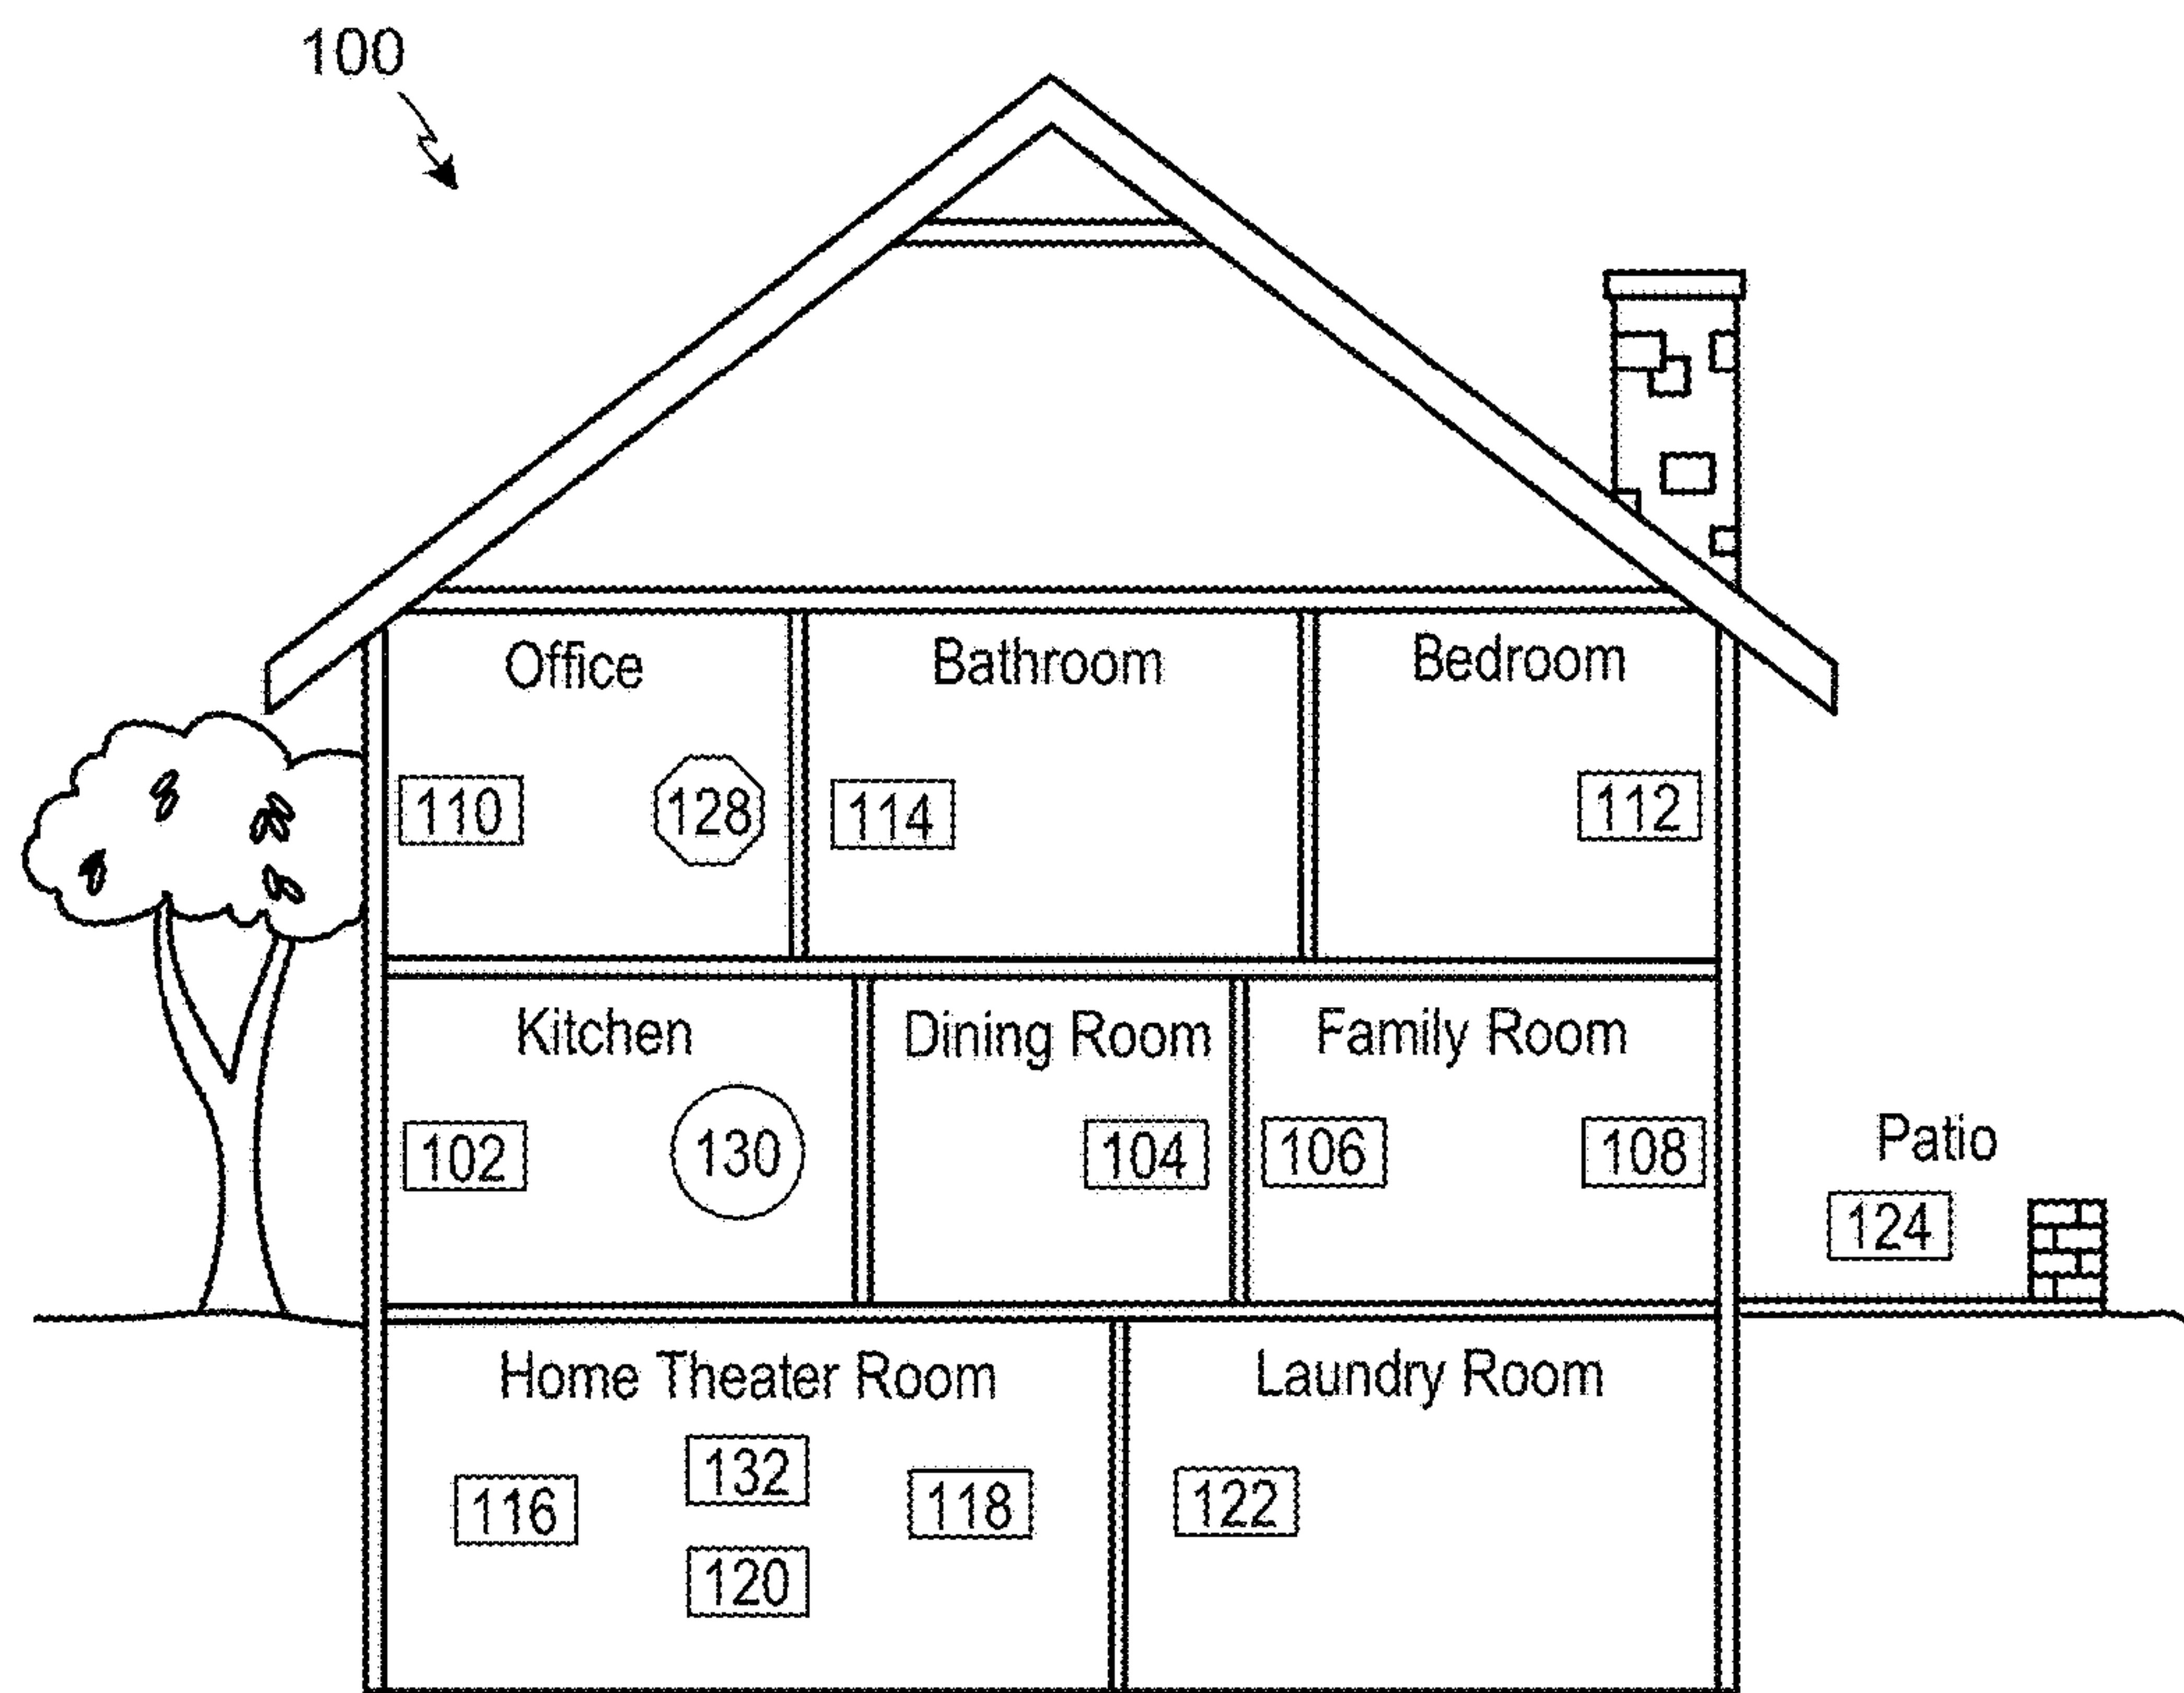 100
Office
Bathroom
Bedroom
110
128
114
112
Kitchen
Dining Room
Family Room
102
130
104
106
108
Patio
124
Home Theater Room
Laundry Room
116
132
118
120
122